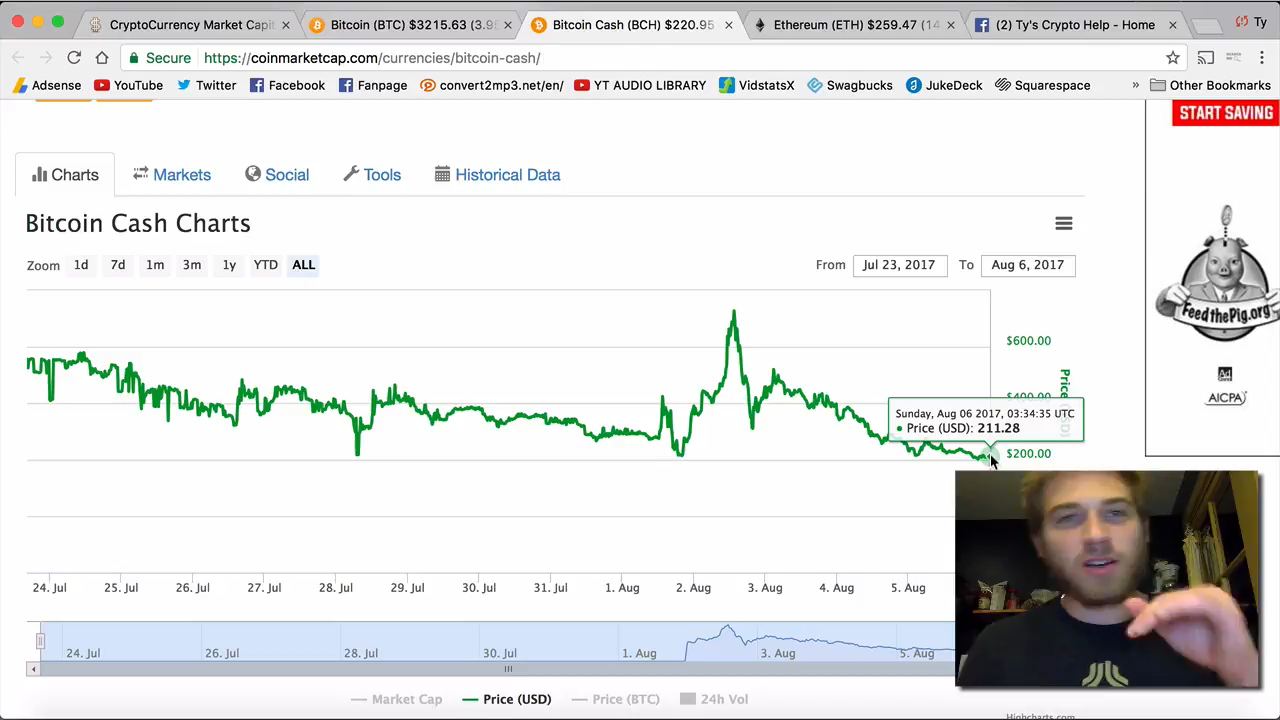 CryptoCurrency Market Capit
Bitcoin (BTC) $3215.63 (3.9
Bitcoin Cash (BCH) $220.95
Ethereum (ETH) $259.47 (14
(2) Ty's Crypto Help - Home
Ty
Secure
https://coinmarketcap.com/currencies/bitcoin-cash/
Adsense YouTube Twitter Facebook Fanpage convert2mp3.net/en/ YT AUDIO LIBRARY VidstatsX Swagbucks JukeDeck Squarespace » Other Bookmarks
START SAVING
Charts Markets Social Tools Historical Data
Bitcoin Cash Charts
Zoom 1d 7d 1m 3m 1y YTD ALL
From Jul 23, 2017 To Aug 6, 2017
FeedthePig.org
Ad
AICPA
$600.00
$400.00
$200.00
Price
Sunday, Aug 06 2017, 03:34:35 UTC
Price (USD): 211.28
24. Jul 25. Jul 26. Jul 27. Jul 28. Jul 29. Jul 30. Jul 31. Jul 1. Aug 2. Aug 3. Aug 4. Aug 5. Aug
24. Jul 26. Jul 28. Jul 30. Jul 1. Aug 3. Aug 5. Aug
Market Cap Price (USD) Price (BTC) 24h Vol
Highcharts.com